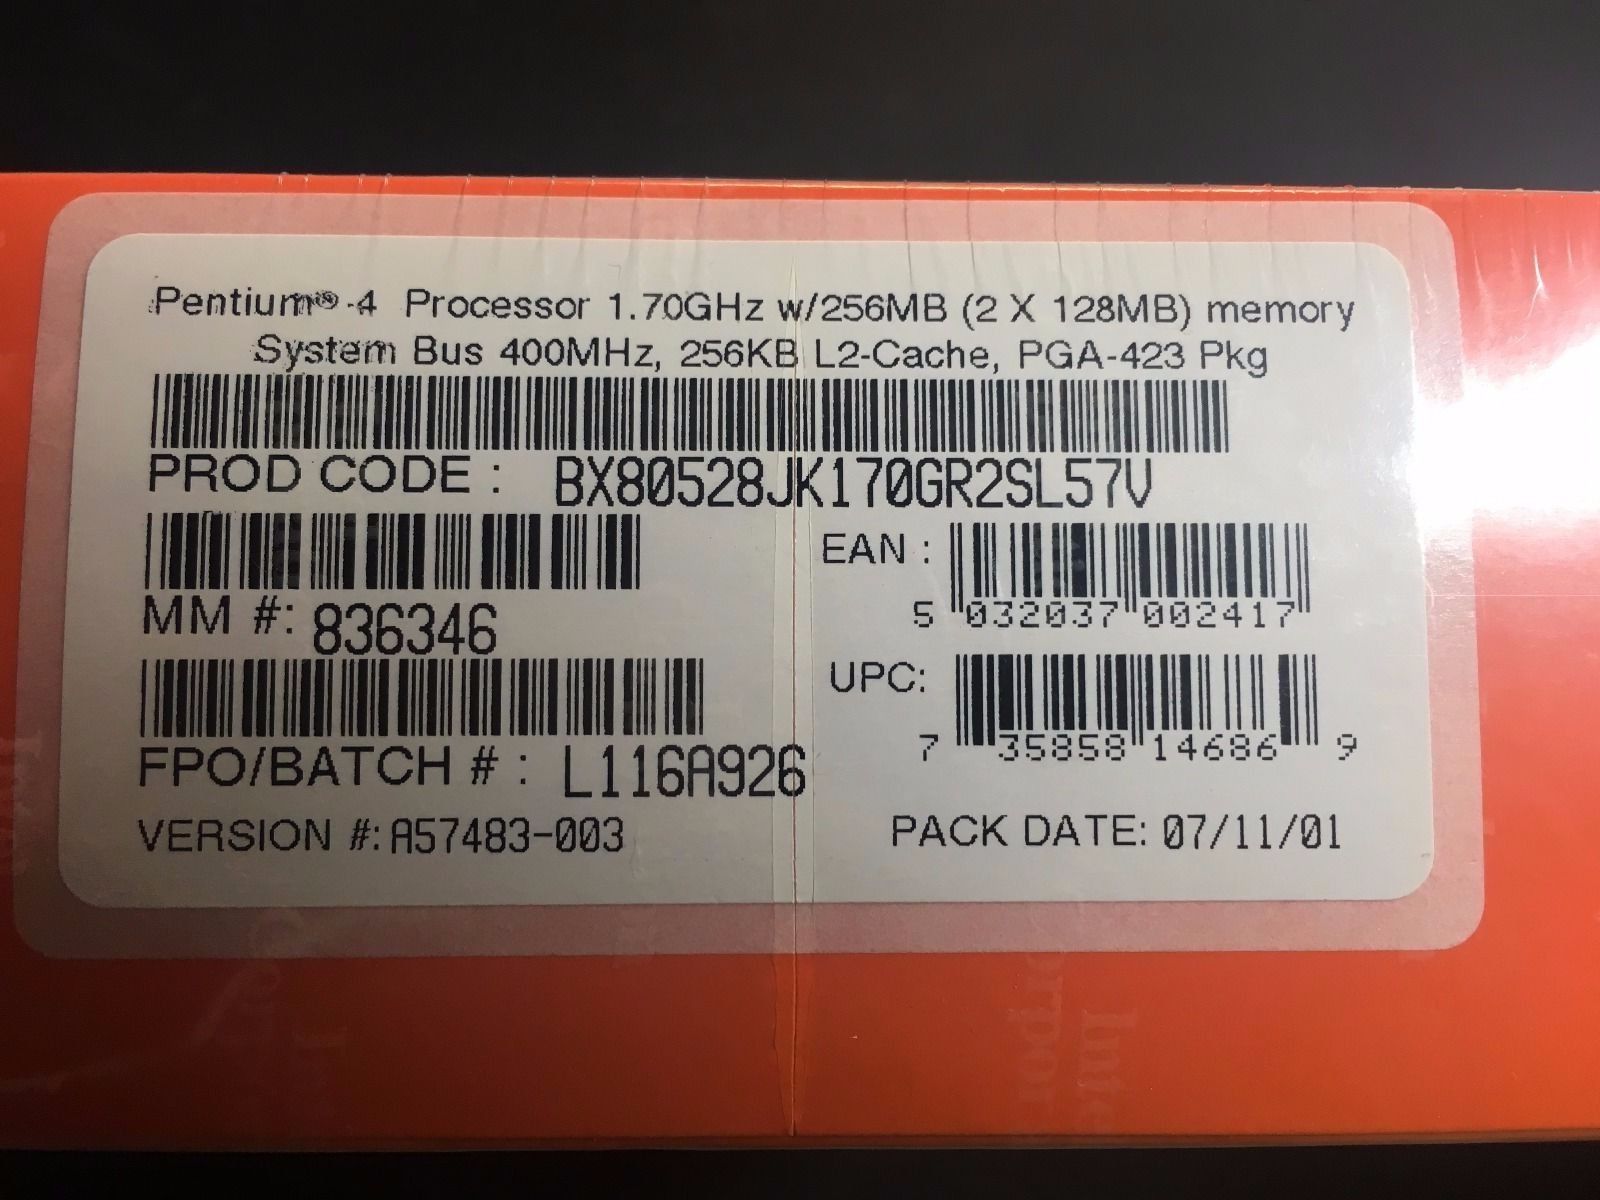 Pentium® 4 Processor 1.70GHz w/256MB (2 X 128MB) memory
System Bus 400MHz, 256KB L2-Cache, PGA-423 Pkg
PROD CODE : BX80528JK170GR2SL57V
EAN : 5 032037 002417
MM #: 836346
UPC: 7 35858 14686 9
FPO/BATCH # : L116A926
VERSION #: A57483-003
PACK DATE: 07/11/01